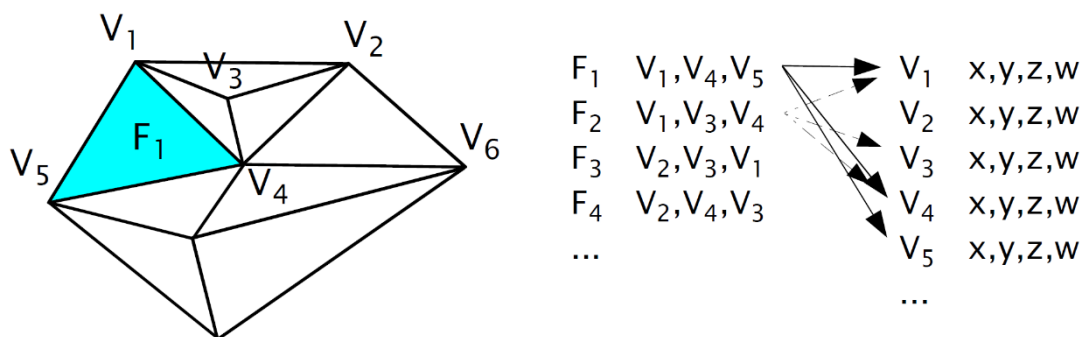 V1
V2
V3
F1
V6
V5
V4
F1 V1,V4,V5
F2 V1,V3,V4
F3 V2,V3,V1
F4 V2,V4,V3
...
V1 x,y,z,w
V2 x,y,z,w
V3 x,y,z,w
V4 x,y,z,w
V5 x,y,z,w
...